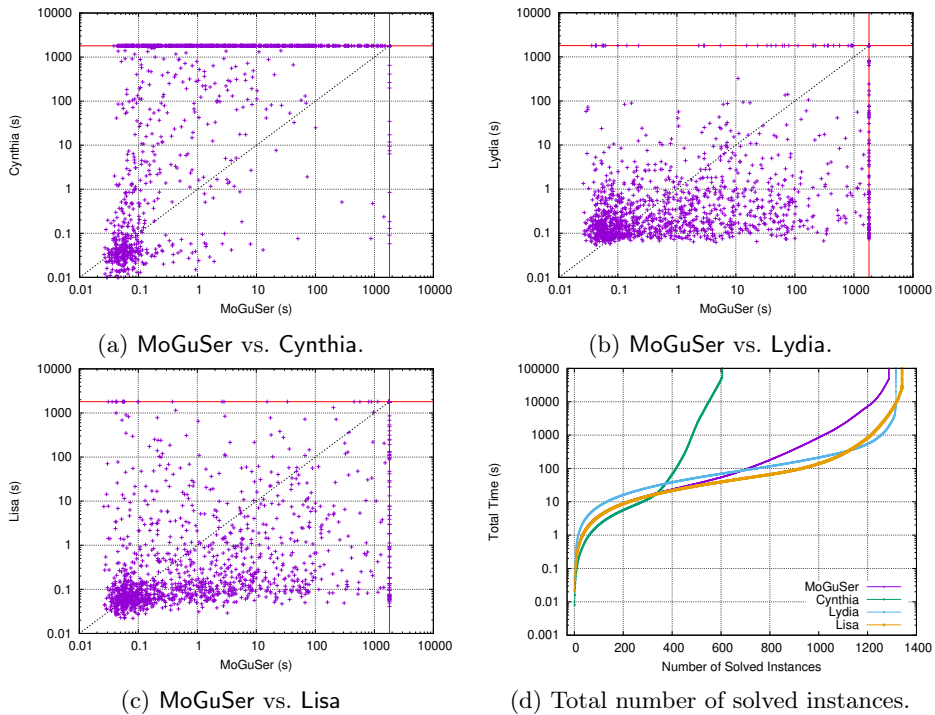 10000
1000
100
10
1
0.1
0.01
Cynthia (s)
0.01 0.1 1 10 100 1000 10000
MoGuSer (s)
(a) MoGuSer vs. Cynthia.
10000
1000
100
10
1
0.1
0.01
Lydia (s)
0.01 0.1 1 10 100 1000 10000
MoGuSer (s)
(b) MoGuSer vs. Lydia.
10000
1000
100
10
1
0.1
0.01
Lisa (s)
0.01 0.1 1 10 100 1000 10000
MoGuSer (s)
(c) MoGuSer vs. Lisa
100000
10000
1000
100
10
1
0.1
0.01
0.001
Total Time (s)
MoGuSer
Cynthia
Lydia
Lisa
0 200 400 600 800 1000 1200 1400
Number of Solved Instances
(d) Total number of solved instances.